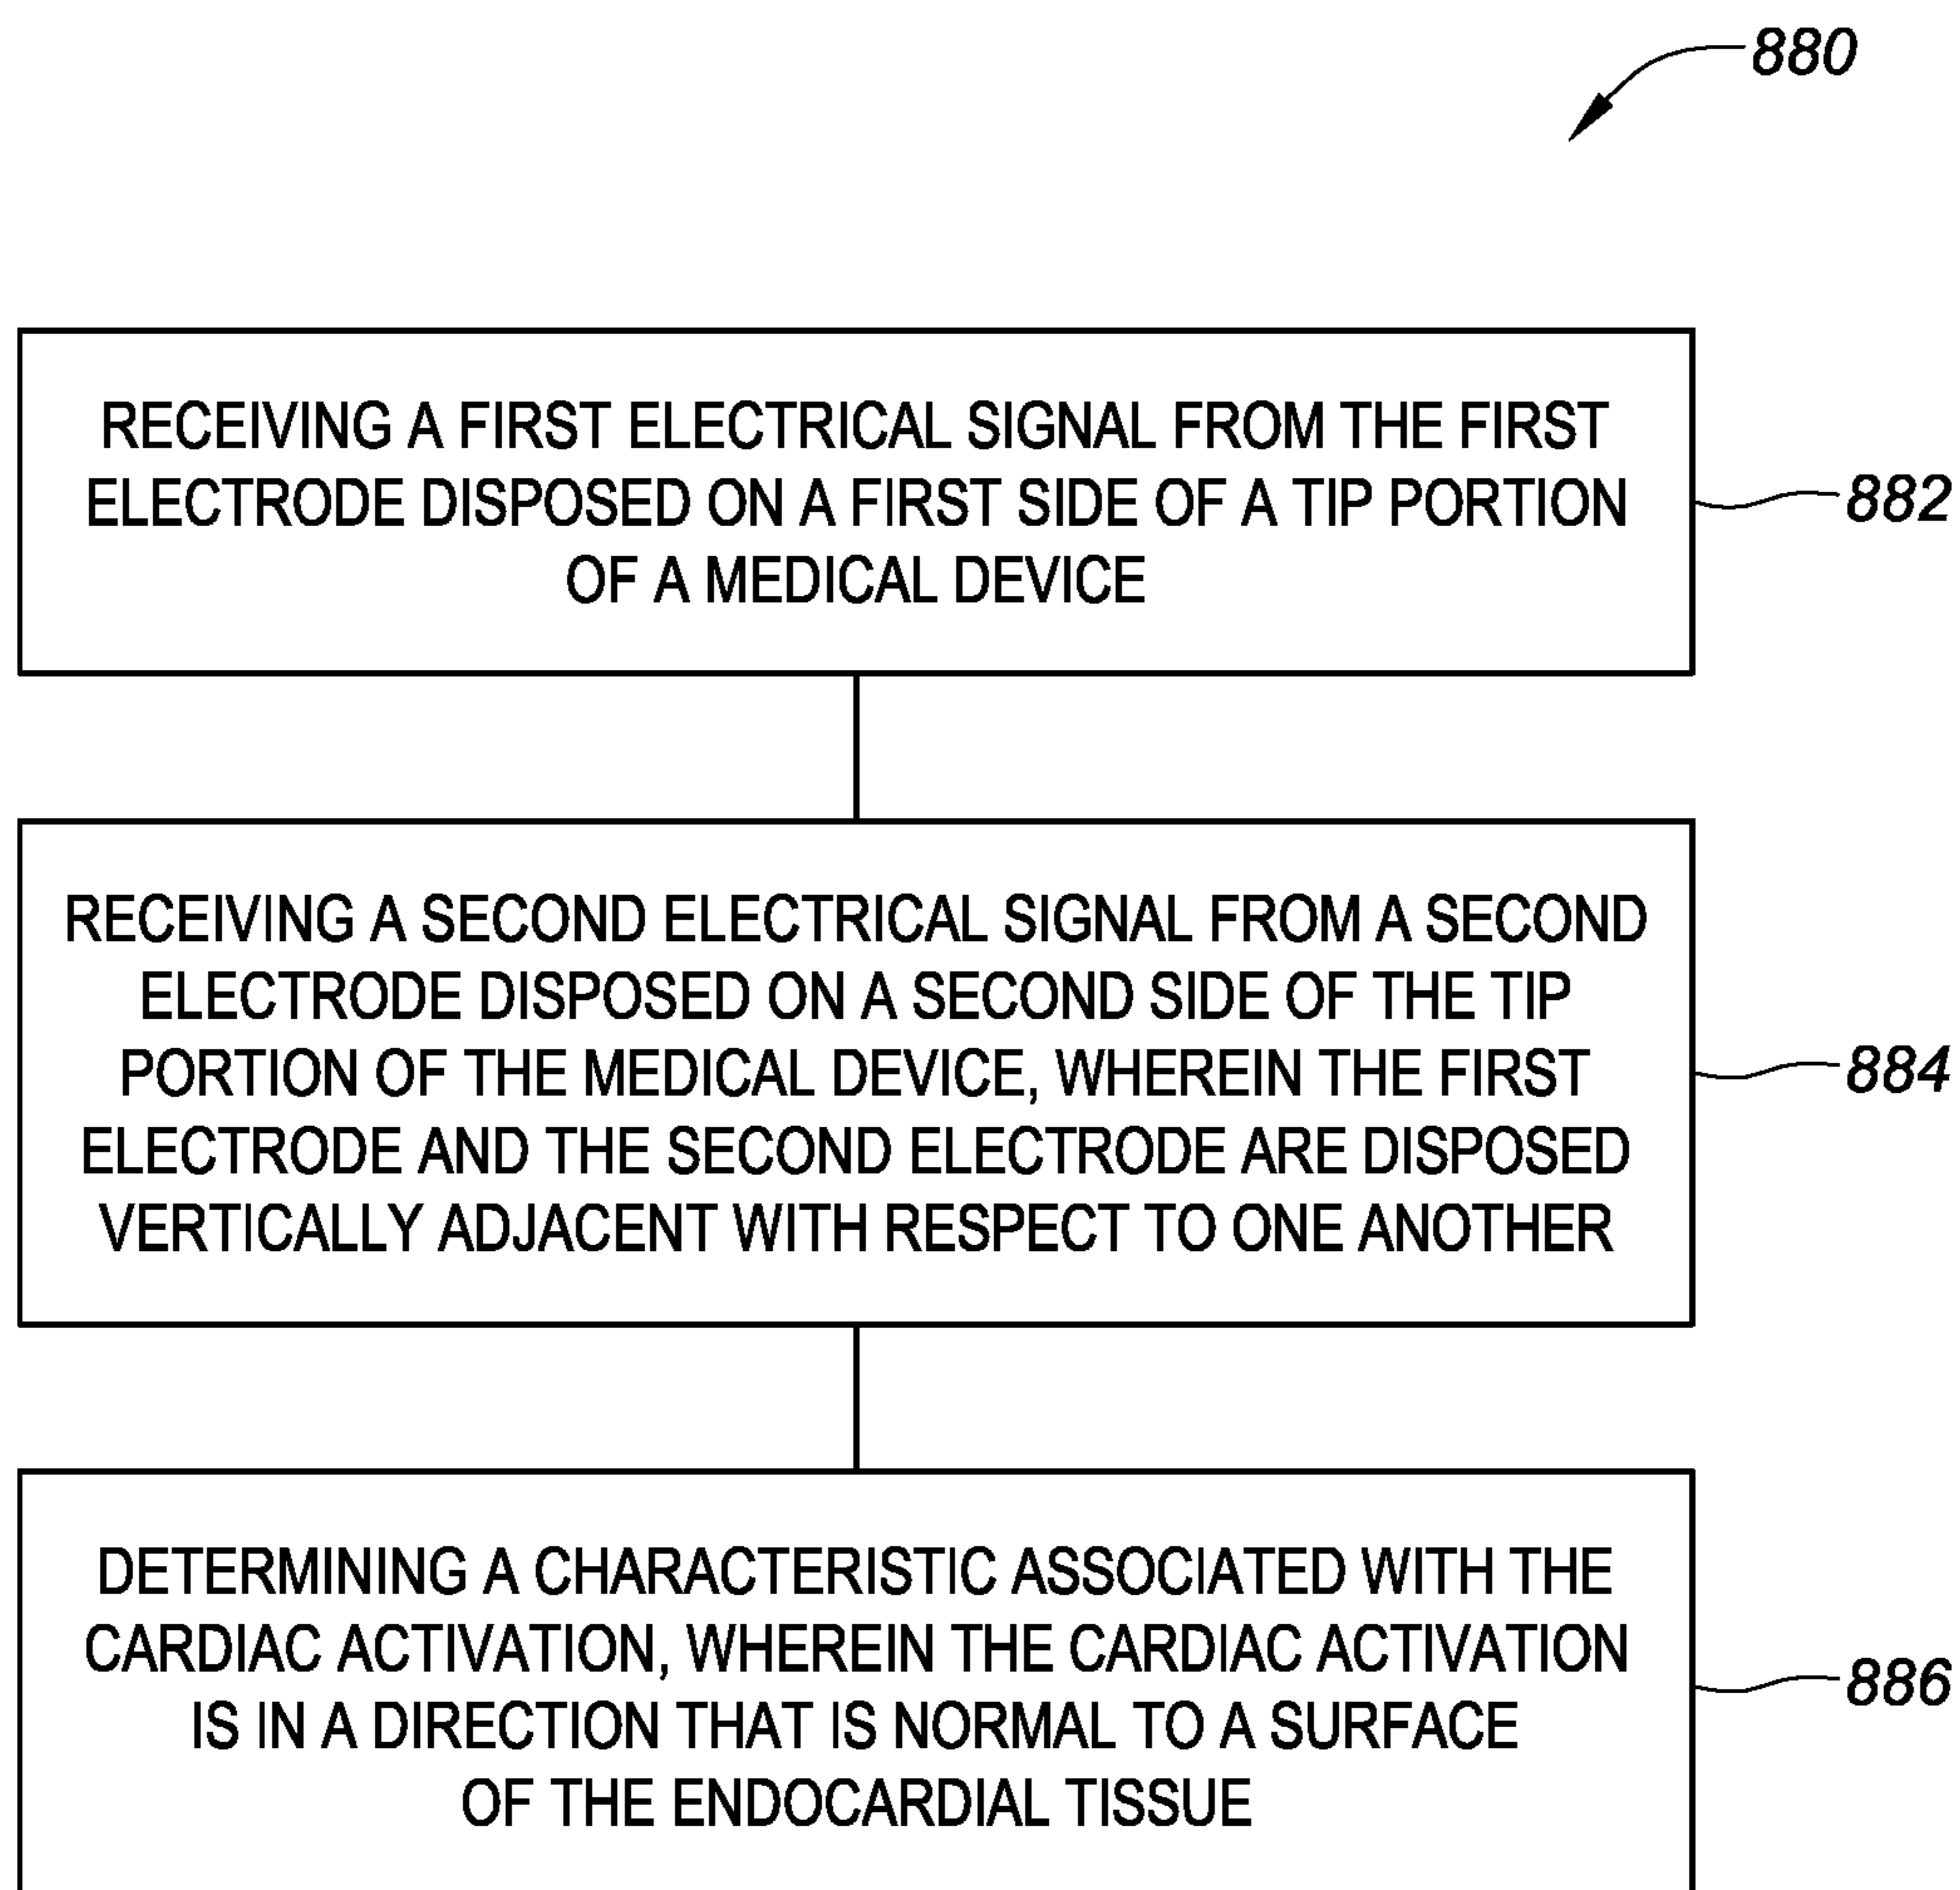 880
RECEIVING A FIRST ELECTRICAL SIGNAL FROM THE FIRST
ELECTRODE DISPOSED ON A FIRST SIDE OF A TIP PORTION
OF A MEDICAL DEVICE
882
RECEIVING A SECOND ELECTRICAL SIGNAL FROM A SECOND
ELECTRODE DISPOSED ON A SECOND SIDE OF THE TIP
PORTION OF THE MEDICAL DEVICE, WHEREIN THE FIRST
ELECTRODE AND THE SECOND ELECTRODE ARE DISPOSED
VERTICALLY ADJACENT WITH RESPECT TO ONE ANOTHER
884
DETERMINING A CHARACTERISTIC ASSOCIATED WITH THE
CARDIAC ACTIVATION, WHEREIN THE CARDIAC ACTIVATION
IS IN A DIRECTION THAT IS NORMAL TO A SURFACE
OF THE ENDOCARDIAL TISSUE
886